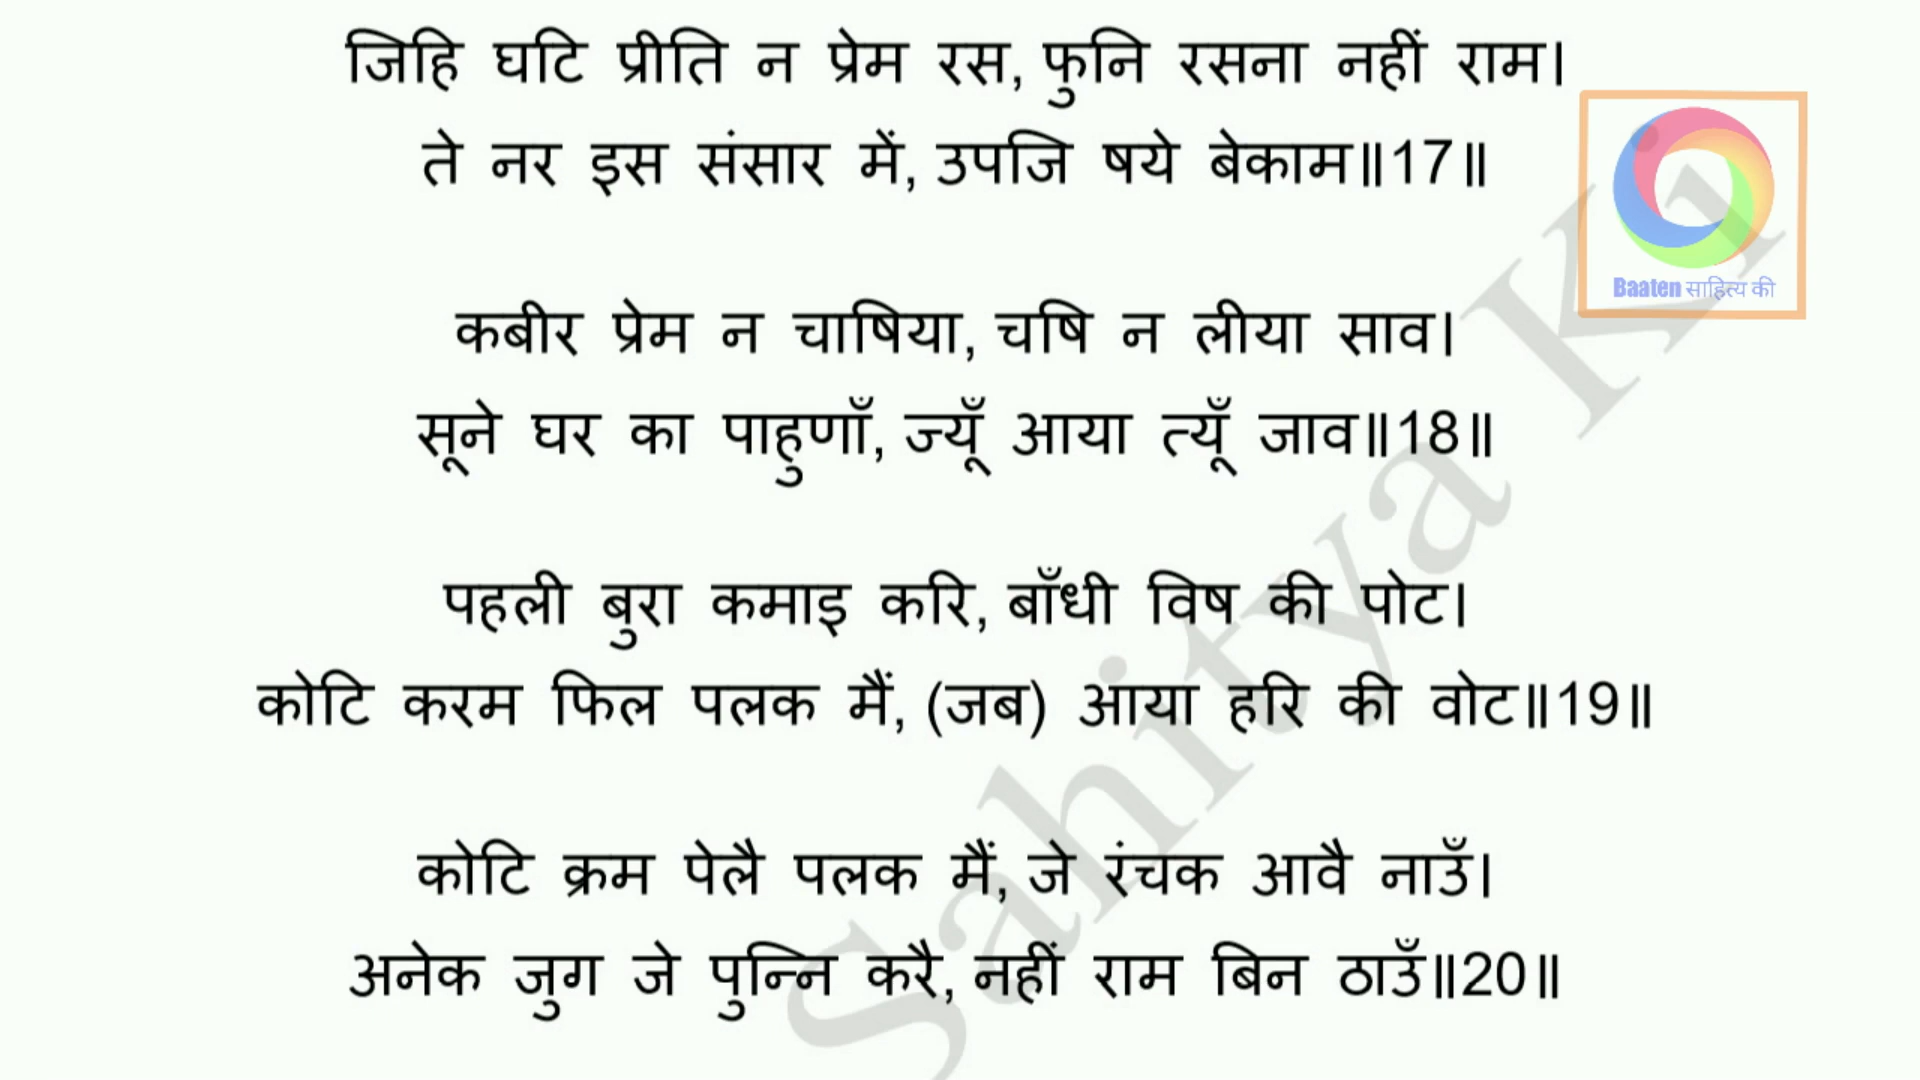 जिहि घटि प्रीति न प्रेम रस, फुनि रसना नहीं राम।
ते नर इस संसार में, उपजि षये बेकाम॥17॥
Baaten साहित्य की
कबीर प्रेम न चाषिया, चषि न लीया साव।
सूने घर का पाहुणाँ, ज्यूँ आया त्यूँ जाव॥18॥
पहली बुरा कमाइ करि, बाँधी विष की पोट।
कोटि करम फिल पलक मैं, (जब) आया हरि की वोट॥19॥
कोटि क्रम पेलै पलक मैं, जे रंचक आवै नाउँ।
अनेक जुग जे पुन्नि करै, नहीं राम बिन ठाउँ॥20॥
Sahitya Ki